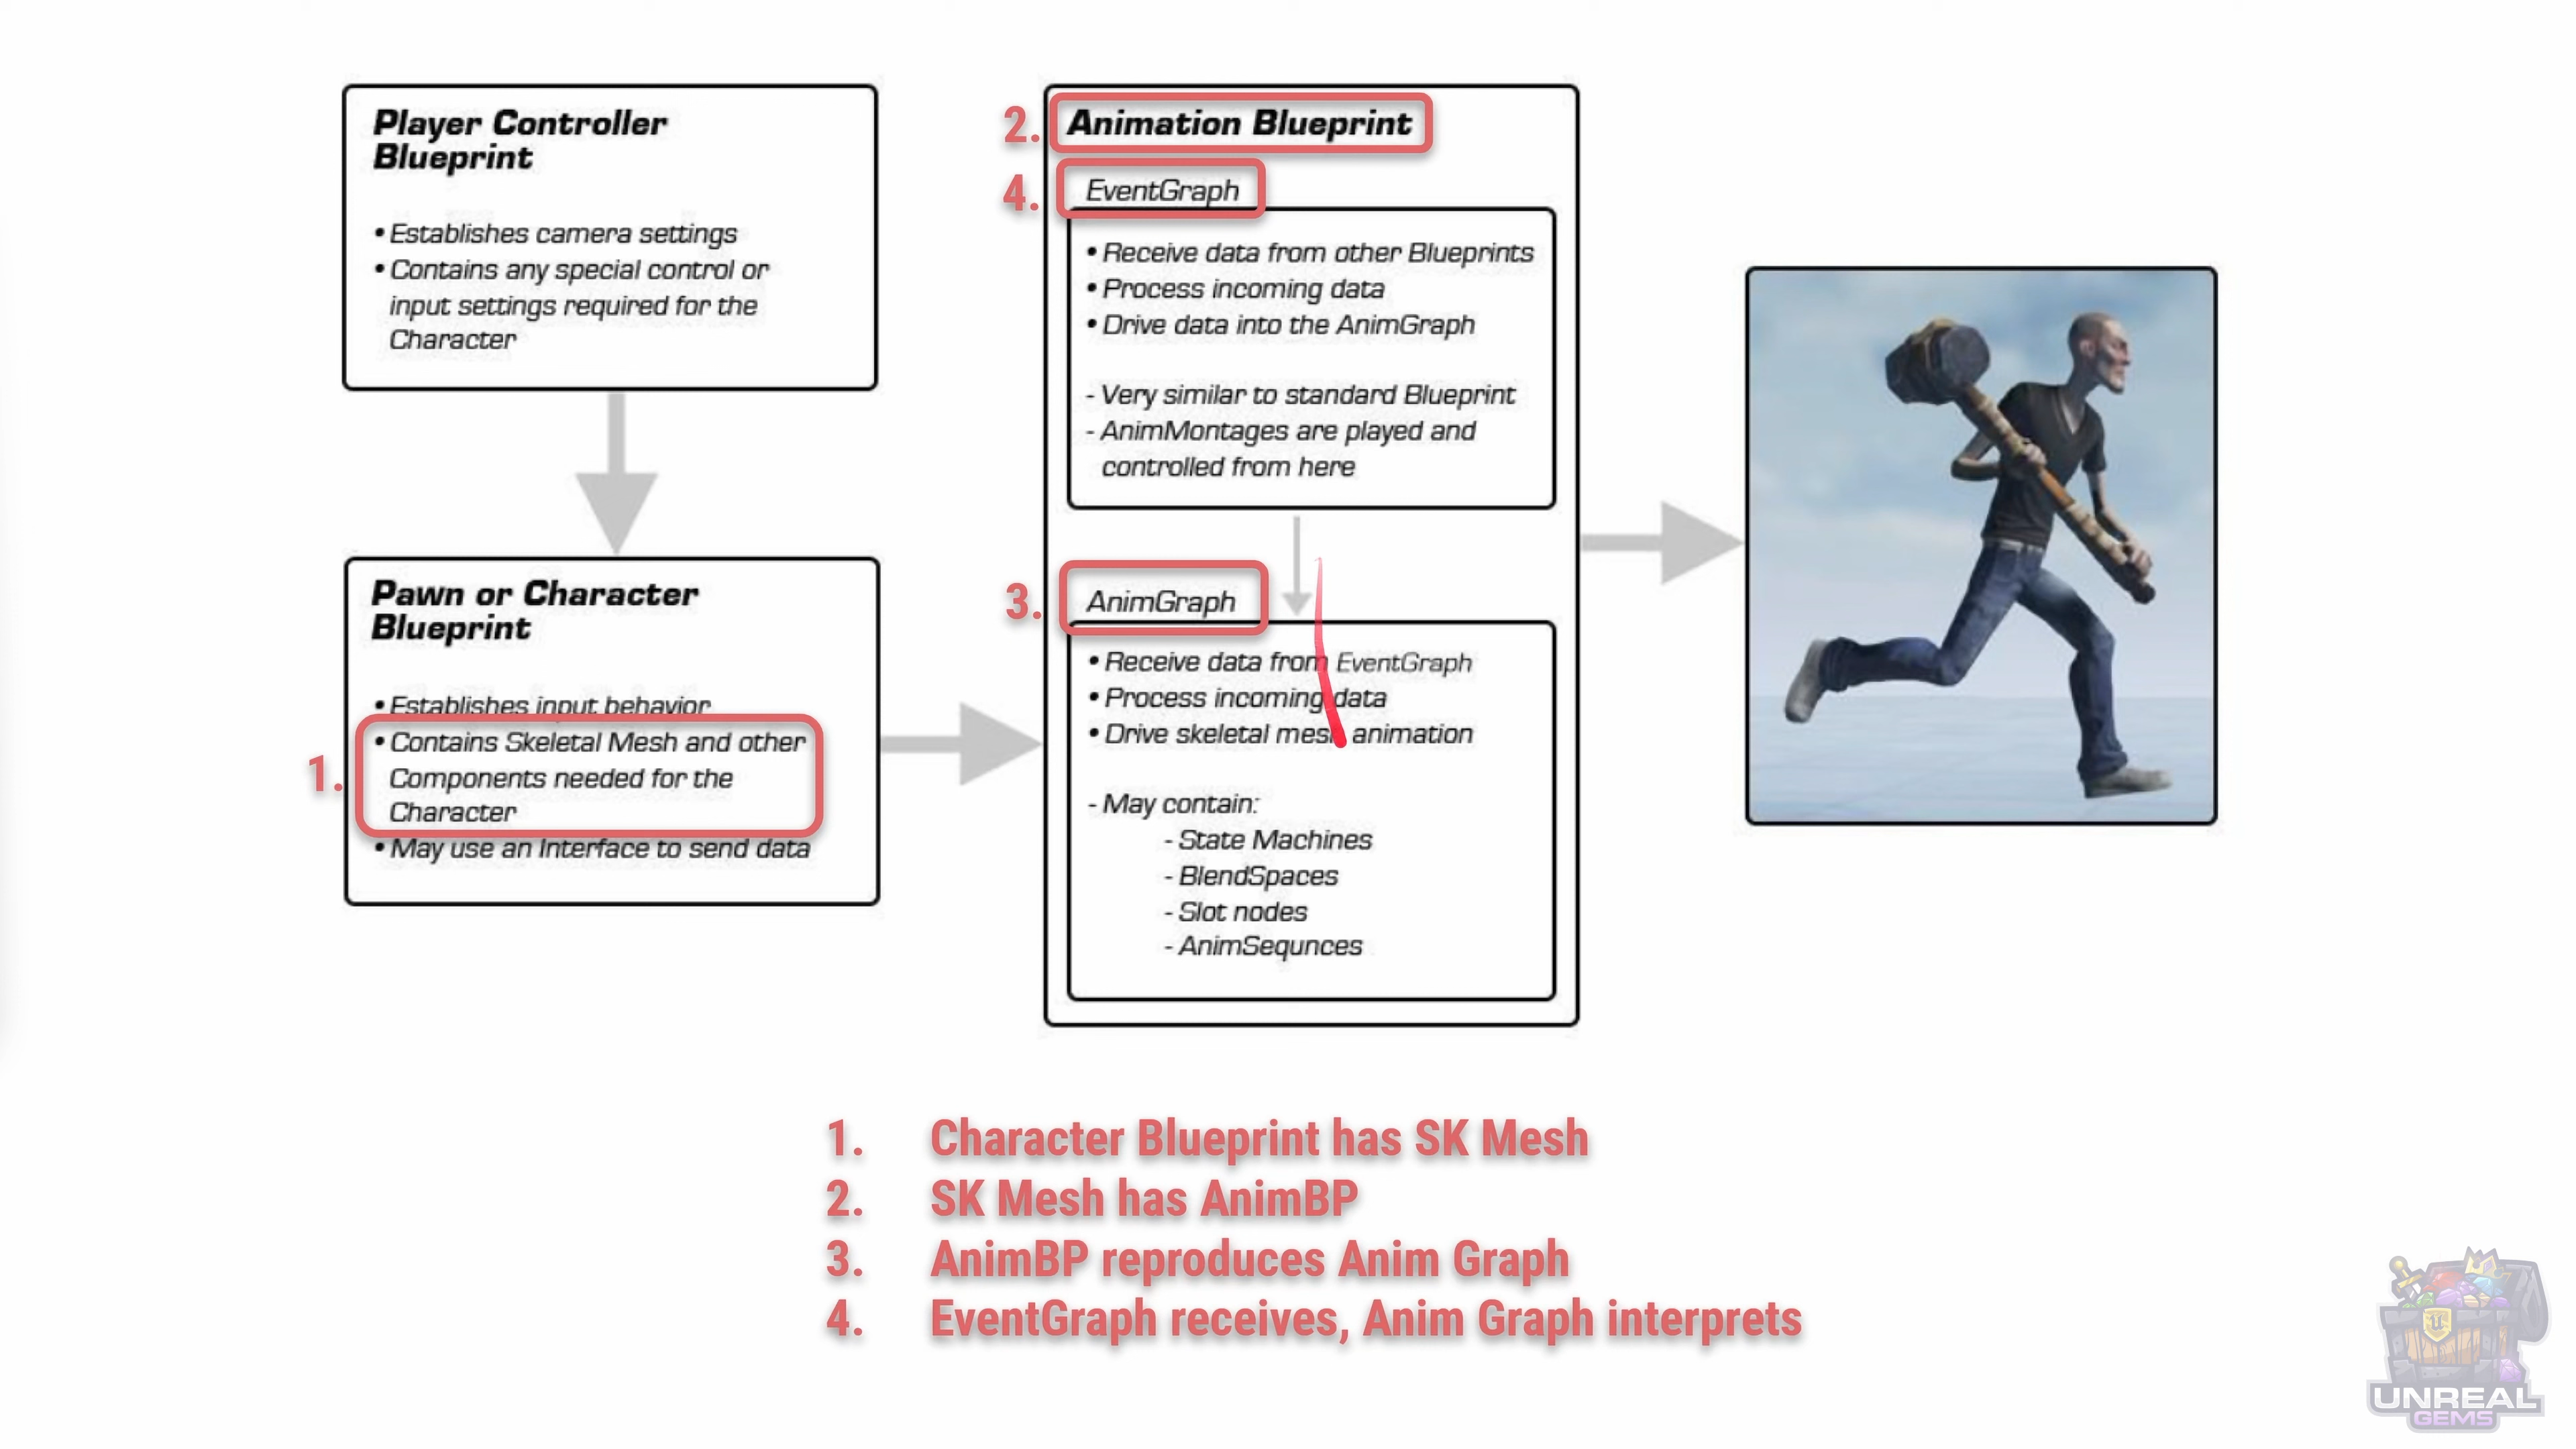 Player Controller
Blueprint
• Establishes camera settings
• Contains any special control or
input settings required for the
Character
Pawn or Character
Blueprint
• Establishes input behavior
1.
• Contains Skeletal Mesh and other
Components needed for the
Character
• May use an Interface to send data
2.
Animation Blueprint
4.
EventGraph
• Receive data from other Blueprints
• Process incoming data
• Drive data into the AnimGraph
- Very similar to standard Blueprint
- AnimMontages are played and
controlled from here
3.
AnimGraph
• Receive data from EventGraph
• Process incoming data
• Drive skeletal mesh animation
- May contain:
- State Machines
- BlendSpaces
- Slot nodes
- AnimSequnces
1. Character Blueprint has SK Mesh
2. SK Mesh has AnimBP
3. AnimBP reproduces Anim Graph
4. EventGraph receives, Anim Graph interprets
UNREAL
GEMS